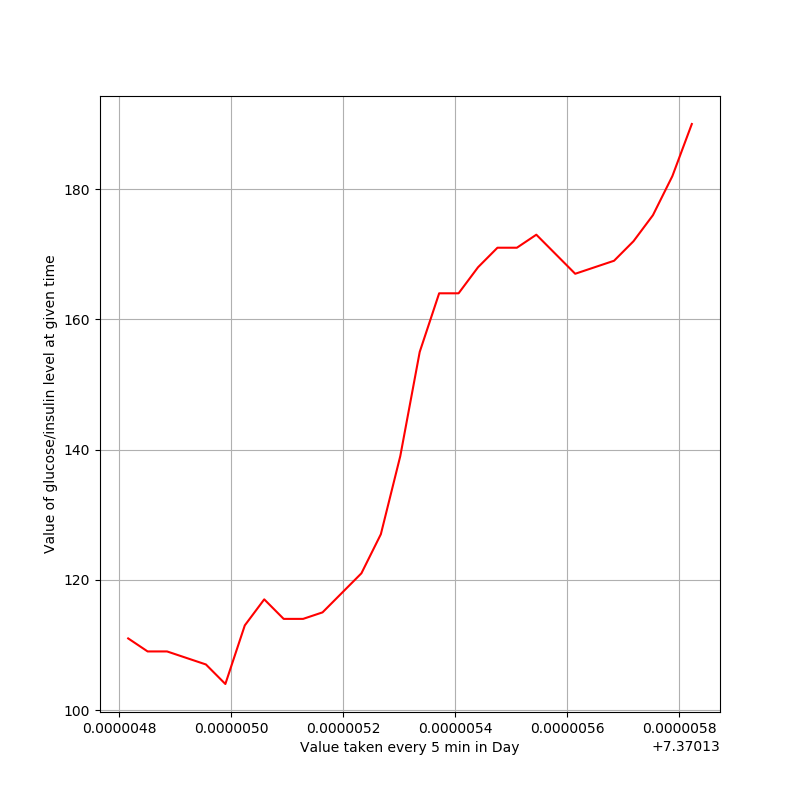 180
160
140
120
100
0.0000048 0.0000050 0.0000052 0.0000054 0.0000056 0.0000058
+7.37013
Value taken every 5 min in Day
Value of glucose/insulin level at given time